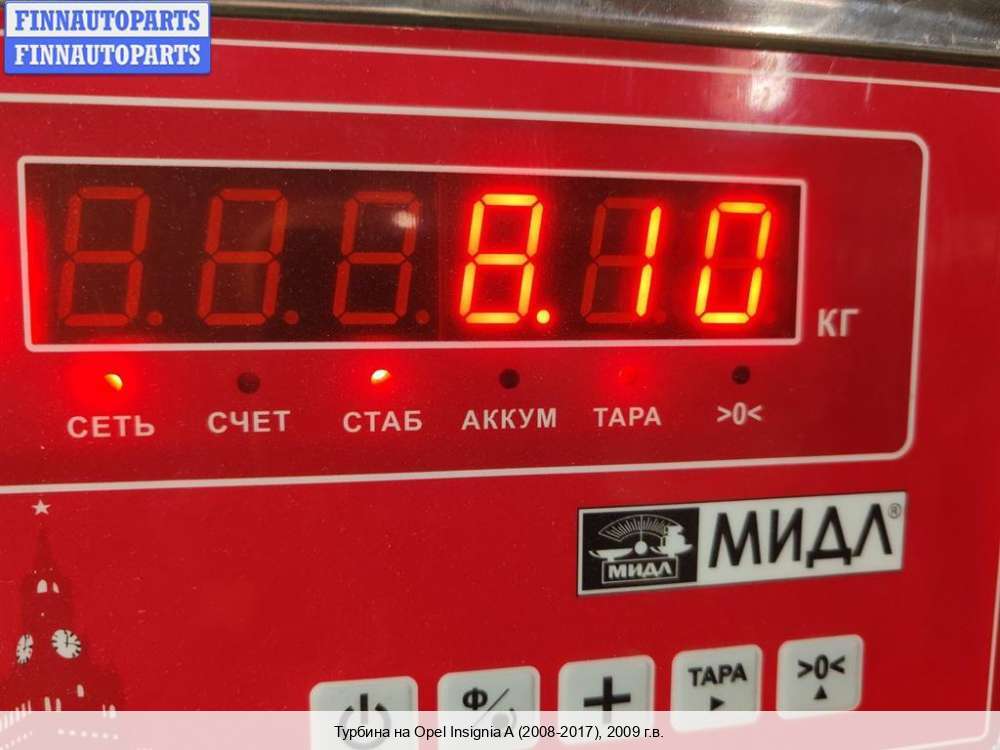 FINNAUTOPARTS
FINNAUTOPARTS
8.10
КГ
СЕТЬ СЧЕТ СТАБ АККУМ ТАРА >0<
МИДЛ МИДЛ®
Ф/ + ТАРА >0<
Турбина на Opel Insignia A (2008-2017), 2009 г.в.